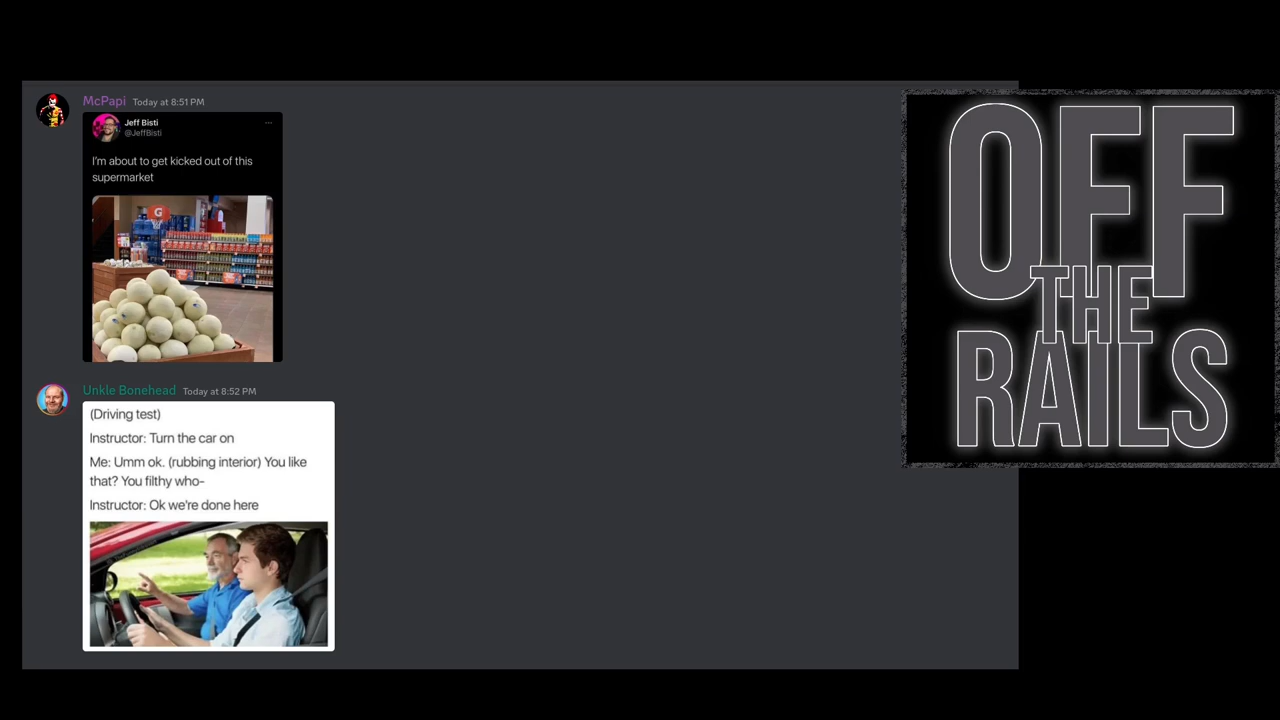 McPapi Today at 8:51 PM
Jeff Bisti
@JeffBisti
I'm about to get kicked out of this
supermarket
G
Unkle Bonehead Today at 8:52 PM
(Driving test)
Instructor: Turn the car on
Me: Umm ok. (rubbing interior) You like
that? You filthy who-
Instructor: Ok we're done here
OFF
THE
RAILS